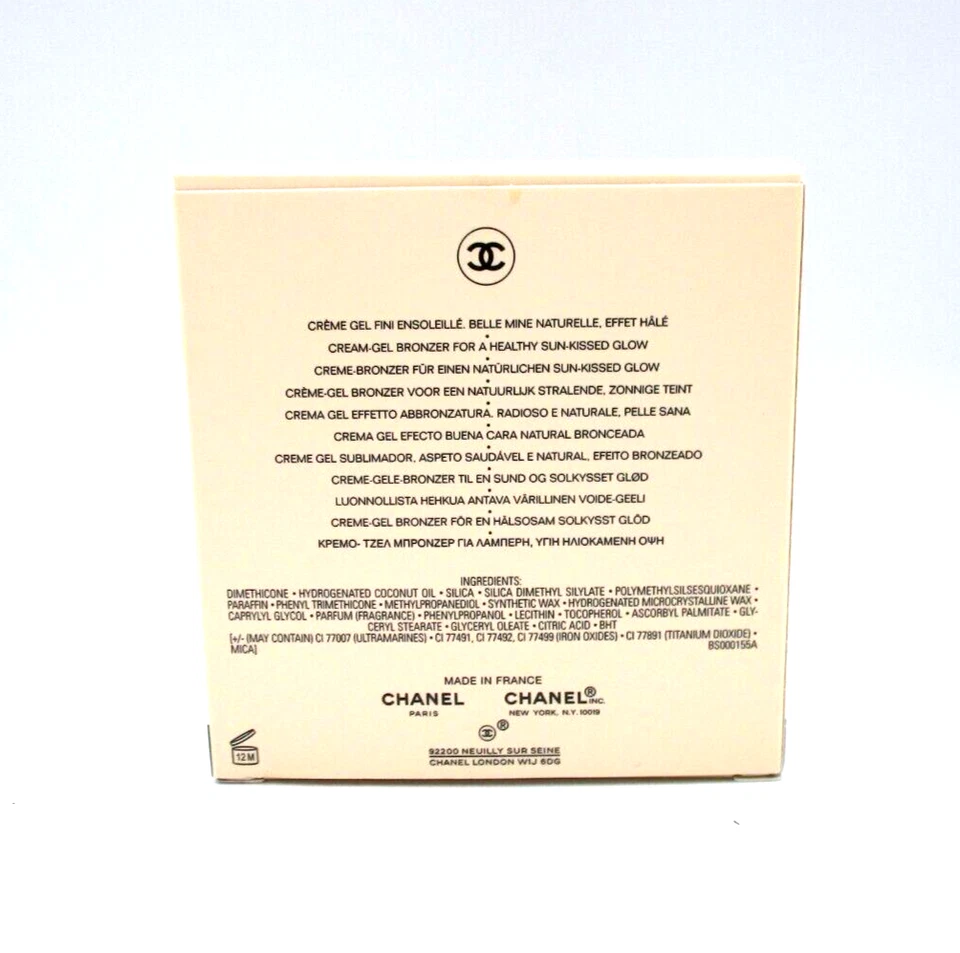 CRÈME GEL FINI ENSOLEILLÉ. BELLE MINE NATURELLE, EFFET HÂLÉ
CREAM-GEL BRONZER FOR A HEALTHY SUN-KISSED GLOW
CREME-BRONZER FÜR EINEN NATÜRLICHEN SUN-KISSED GLOW
CRÈME-GEL BRONZER VOOR EEN NATUURLIJK STRALENDE, ZONNIGE TEINT
CREMA GEL EFFETTO ABBRONZATURA. RADIOSO E NATURALE, PELLE SANA
CREMA GEL EFECTO BUENA CARA NATURAL BRONCEADA
CREME GEL SUBLIMADOR, ASPETO SAUDÁVEL E NATURAL, EFEITO BRONZEADO
CREME-GELE-BRONZER TIL EN SUND OG SOLKYSSET GLØD
LUONNOLLISTA HEHKUA ANTAVA VÄRILLINEN VOIDE-GEELI
CREME-GEL BRONZER FÖR EN HÄLSOSAM SOLKYSST GLÖD
ΚΡΕΜΟ- ΤΖΕΛ ΜΠΡΟΝΖΕΡ ΓΙΑ ΛΑΜΠΕΡΗ, ΥΓΙΗ ΗΛΙΟΚΑΜΕΝΗ ΟΨΗ
INGREDIENTS:
DIMETHICONE • HYDROGENATED COCONUT OIL • SILICA • SILICA DIMETHYL SILYLATE • POLYMETHYLSILSESQUIOXANE •
PARAFFIN • PHENYL TRIMETHICONE • METHYLPROPANEDIOL • SYNTHETIC WAX • HYDROGENATED MICROCRYSTALLINE WAX •
CAPRYLYL GLYCOL • PARFUM (FRAGRANCE) • PHENYLPROPANOL • LECITHIN • TOCOPHEROL • ASCORBYL PALMITATE • GLY-
CERYL STEARATE • GLYCERYL OLEATE • CITRIC ACID • BHT
[+/- (MAY CONTAIN) CI 77007 (ULTRAMARINES) • CI 77491, CI 77492, CI 77499 (IRON OXIDES) • CI 77891 (TITANIUM DIOXIDE) •
MICA] BS000155A
MADE IN FRANCE
CHANEL CHANEL® INC.
PARIS NEW YORK, N.Y. 10019
®
92200 NEUILLY SUR SEINE
CHANEL LONDON W1J 6DG
12 M